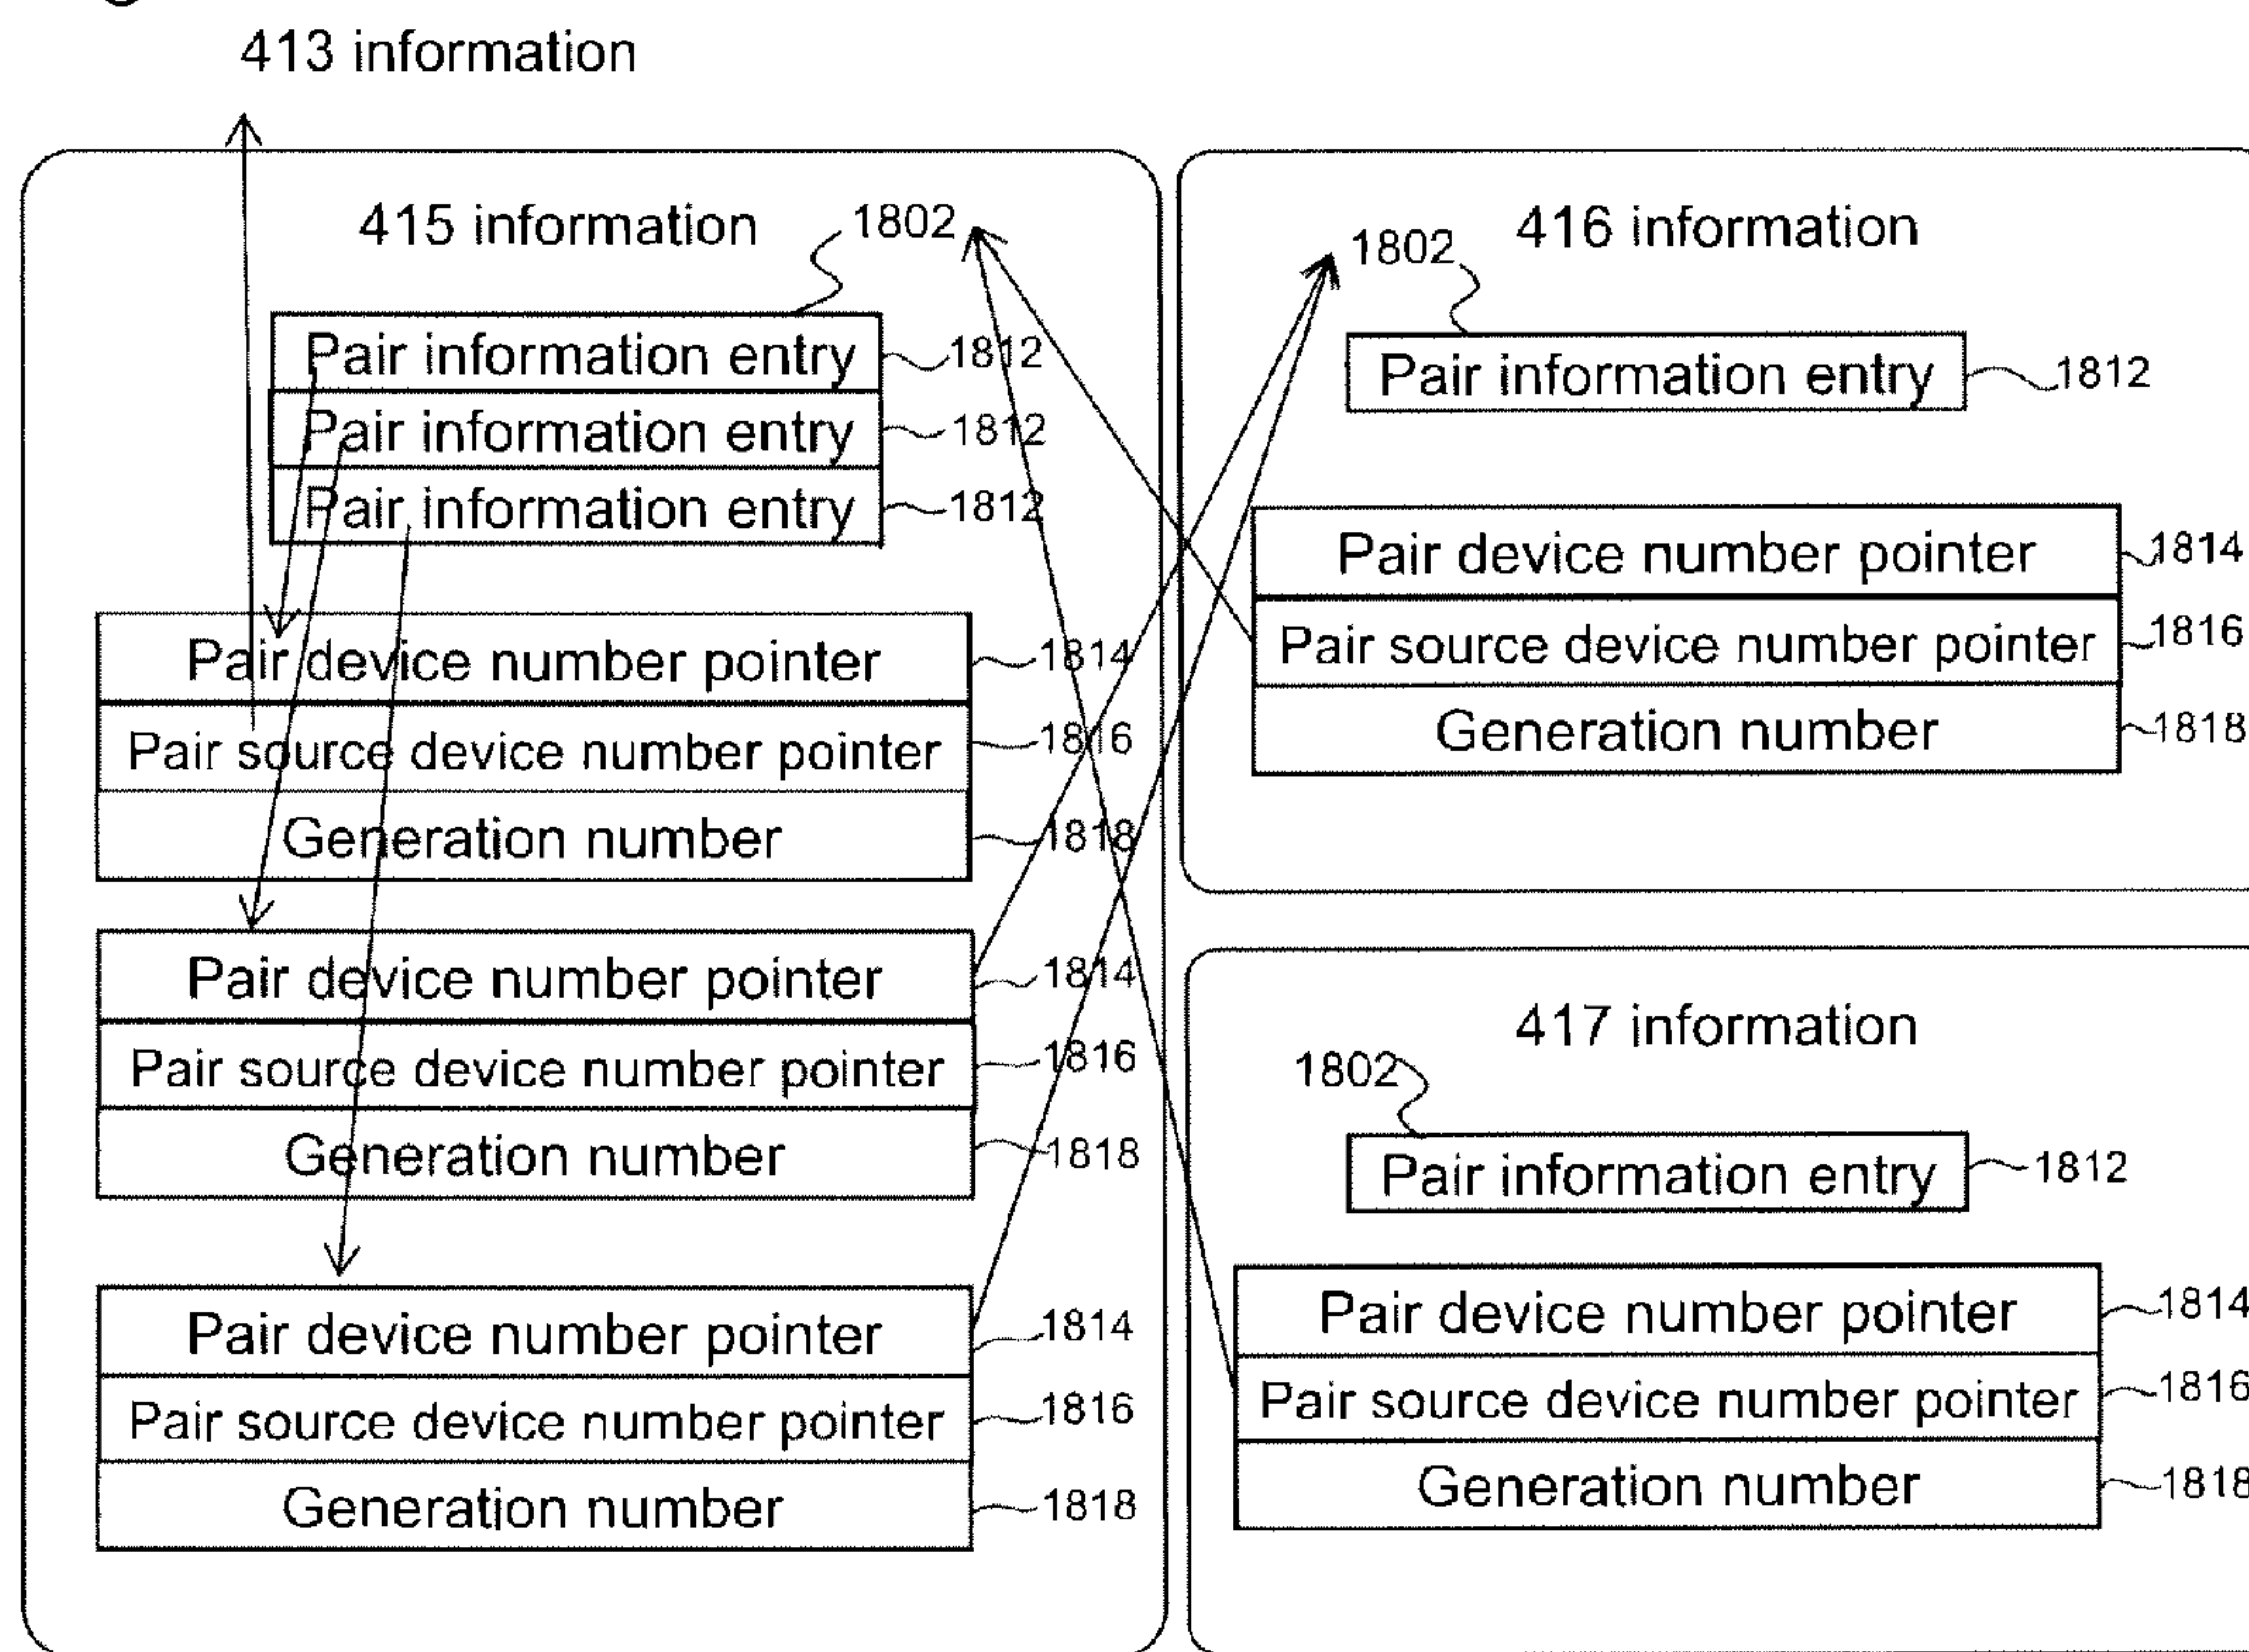 413 information
415 information 1802
Pair information entry 1812
Pair information entry 1812
Pair information entry 1812
Pair device number pointer 1814
Pair source device number pointer 1816
Generation number 1818
Pair device number pointer 1814
Pair source device number pointer 1816
Generation number 1818
Pair device number pointer 1814
Pair source device number pointer 1816
Generation number 1818
1802 416 information
Pair information entry 1812
Pair device number pointer 1814
Pair source device number pointer 1816
Generation number 1818
417 information
1802
Pair information entry 1812
Pair device number pointer 1814
Pair source device number pointer 1816
Generation number 1818